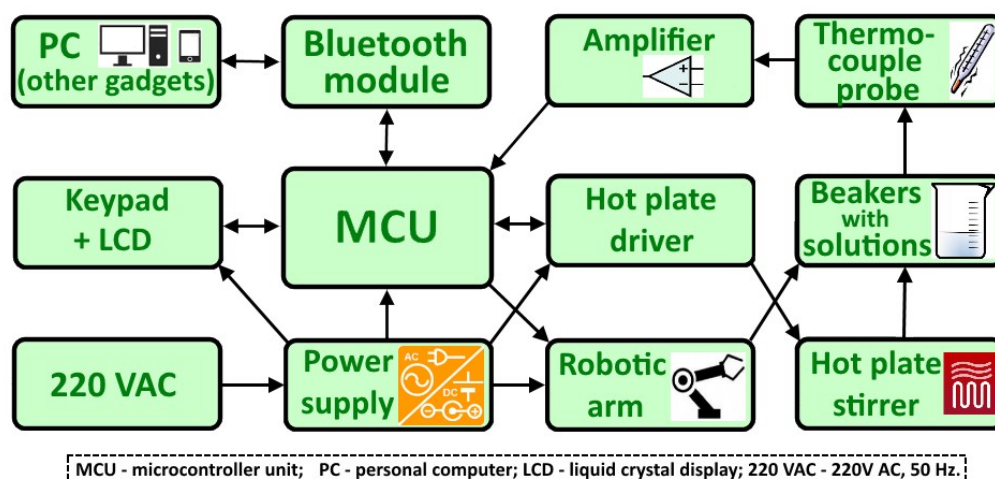 PC
(other gadgets)
Bluetooth
module
Amplifier
Thermo-
couple
probe
Keypad
+ LCD
MCU
Hot plate
driver
Beakers
with
solutions
220 VAC
Power
supply
AC
DC
Robotic
arm
Hot plate
stirrer
MCU - microcontroller unit; PC - personal computer; LCD - liquid crystal display; 220 VAC - 220V AC, 50 Hz.